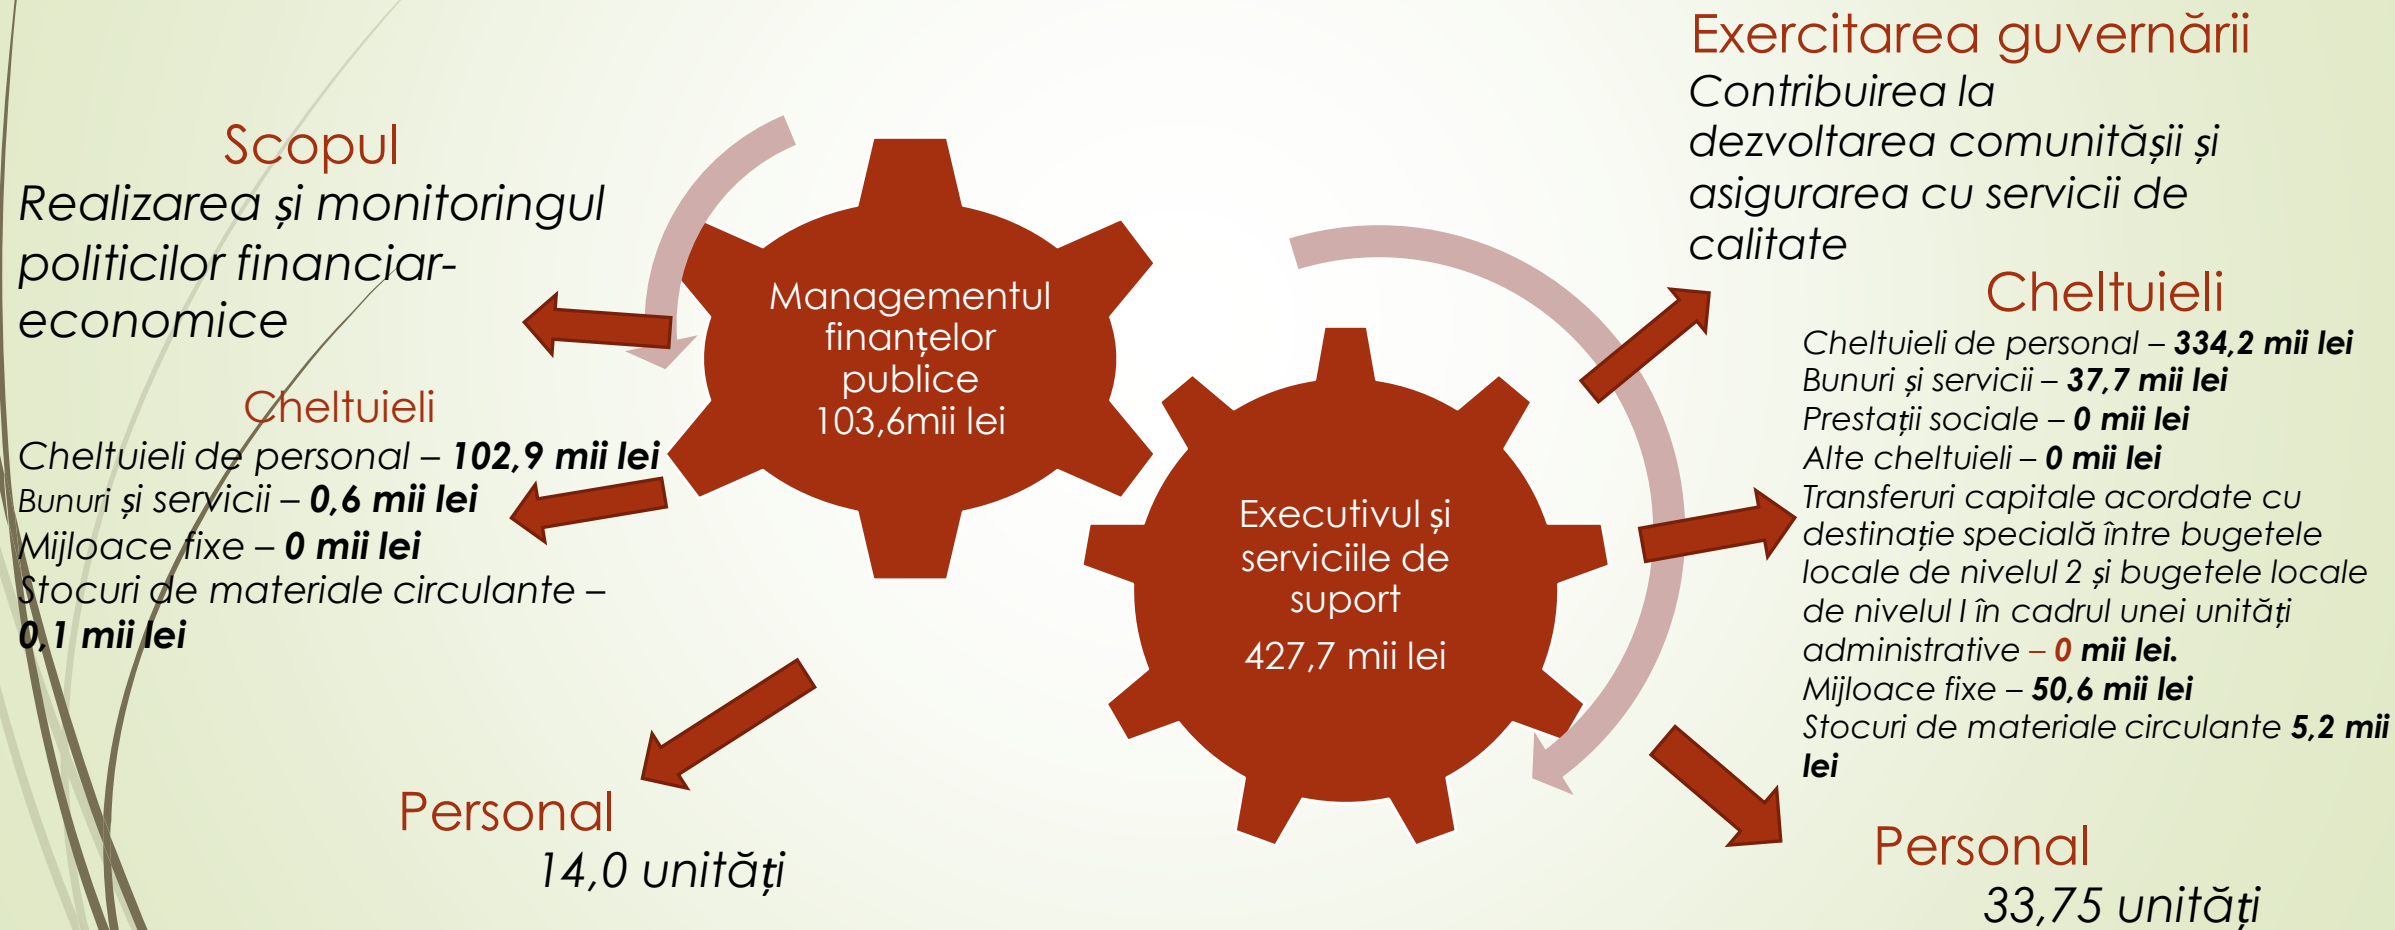 Scopul
Realizarea și monitoringul
politicilor financiar-
economice
Cheltuieli
Cheltuieli de personal – 102,9 mii lei
Bunuri și servicii – 0,6 mii lei
Mijloace fixe – 0 mii lei
Stocuri de materiale circulante –
0,1 mii lei
Personal
14,0 unități
Managementul
finanțelor
publice
103,6mii lei
Executivul și
serviciile de
suport
427,7 mii lei
Exercitarea guvernării
Contribuirea la
dezvoltarea comunitășii și
asigurarea cu servicii de
calitate
Cheltuieli
Cheltuieli de personal – 334,2 mii lei
Bunuri și servicii – 37,7 mii lei
Prestații sociale – 0 mii lei
Alte cheltuieli – 0 mii lei
Transferuri capitale acordate cu
destinație specială între bugetele
locale de nivelul 2 și bugetele locale
de nivelul I în cadrul unei unități
administrative – 0 mii lei.
Mijloace fixe – 50,6 mii lei
Stocuri de materiale circulante 5,2 mii
lei
Personal
33,75 unități